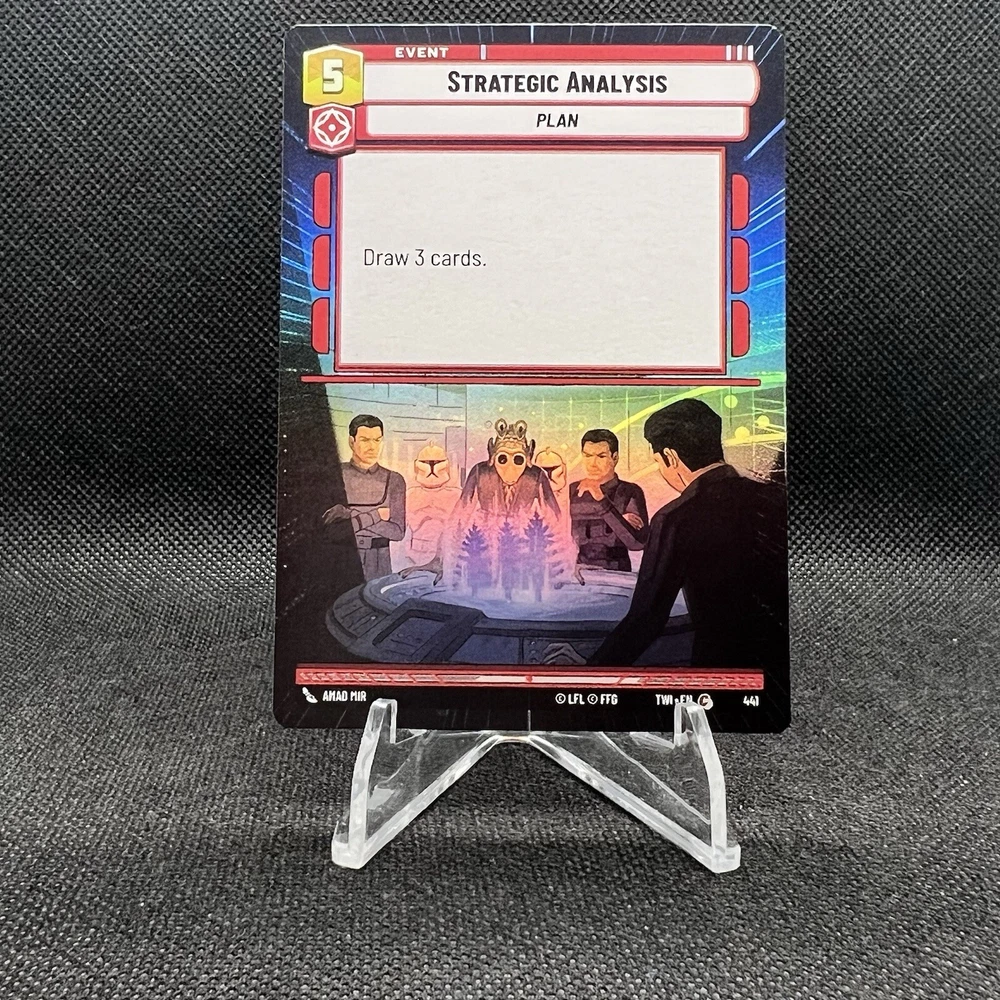 EVENT
5
STRATEGIC ANALYSIS
PLAN
Draw 3 cards.
AMAD MIR
© LFL © FFG
TWI • EN C
441